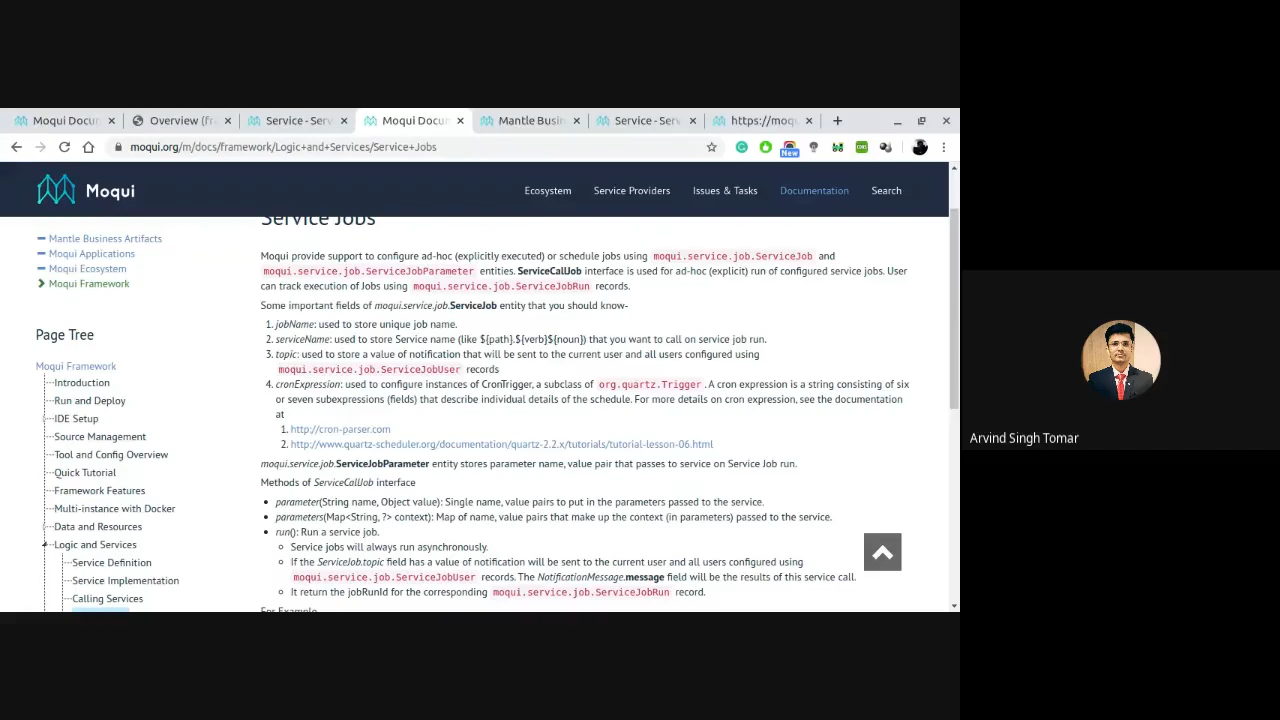 Moqui Docu
Overview (fr
Service - Ser
Moqui Docu
Mantle Busi
Service - Ser
https://moq
moqui.org/m/docs/framework/Logic+and+Services/Service+Jobs
New
Moqui
Ecosystem
Service Providers
Issues & Tasks
Documentation
Search
Mantle Business Artifacts
Moqui Applications
Moqui Ecosystem
Moqui Framework
Page Tree
Moqui Framework
Introduction
Run and Deploy
IDE Setup
Source Management
Tool and Config Overview
Quick Tutorial
Framework Features
Multi-instance with Docker
Data and Resources
Logic and Services
Service Definition
Service Implementation
Calling Services
Service Jobs
Moqui provide support to configure ad-hoc (explicitly executed) or schedule jobs using moqui.service.job.ServiceJob and
moqui.service.job.ServiceJobParameter entities. ServiceCallJob interface is used for ad-hoc (explicit) run of configured service jobs. User
can track execution of Jobs using moqui.service.job.ServiceJobRun records.
Some important fields of moqui.service.job.ServiceJob entity that you should know-
1. jobName: used to store unique job name.
2. serviceName: used to store Service name (like ${path}.${verb}${noun}) that you want to call on service job run.
3. topic: used to store a value of notification that will be sent to the current user and all users configured using
moqui.service.job.ServiceJobUser records
4. cronExpression: used to configure instances of CronTrigger, a subclass of org.quartz.Trigger. A cron expression is a string consisting of six
or seven subexpressions (fields) that describe individual details of the schedule. For more details on cron expression, see the documentation
at
1. http://cron-parser.com
2. http://www.quartz-scheduler.org/documentation/quartz-2.2.x/tutorials/tutorial-lesson-06.html
moqui.service.job.ServiceJobParameter entity stores parameter name, value pair that passes to service on Service Job run.
Methods of ServiceCallJob interface
• parameter(String name, Object value): Single name, value pairs to put in the parameters passed to the service.
• parameters(Map<String, ?> context): Map of name, value pairs that make up the context (in parameters) passed to the service.
• run(): Run a service job.
Service jobs will always run asynchronously.
If the ServiceJob.topic field has a value of notification will be sent to the current user and all users configured using
moqui.service.job.ServiceJobUser records. The NotificationMessage.message field will be the results of this service call.
It return the jobRunId for the corresponding moqui.service.job.ServiceJobRun record.
For Example
Arvind Singh Tomar